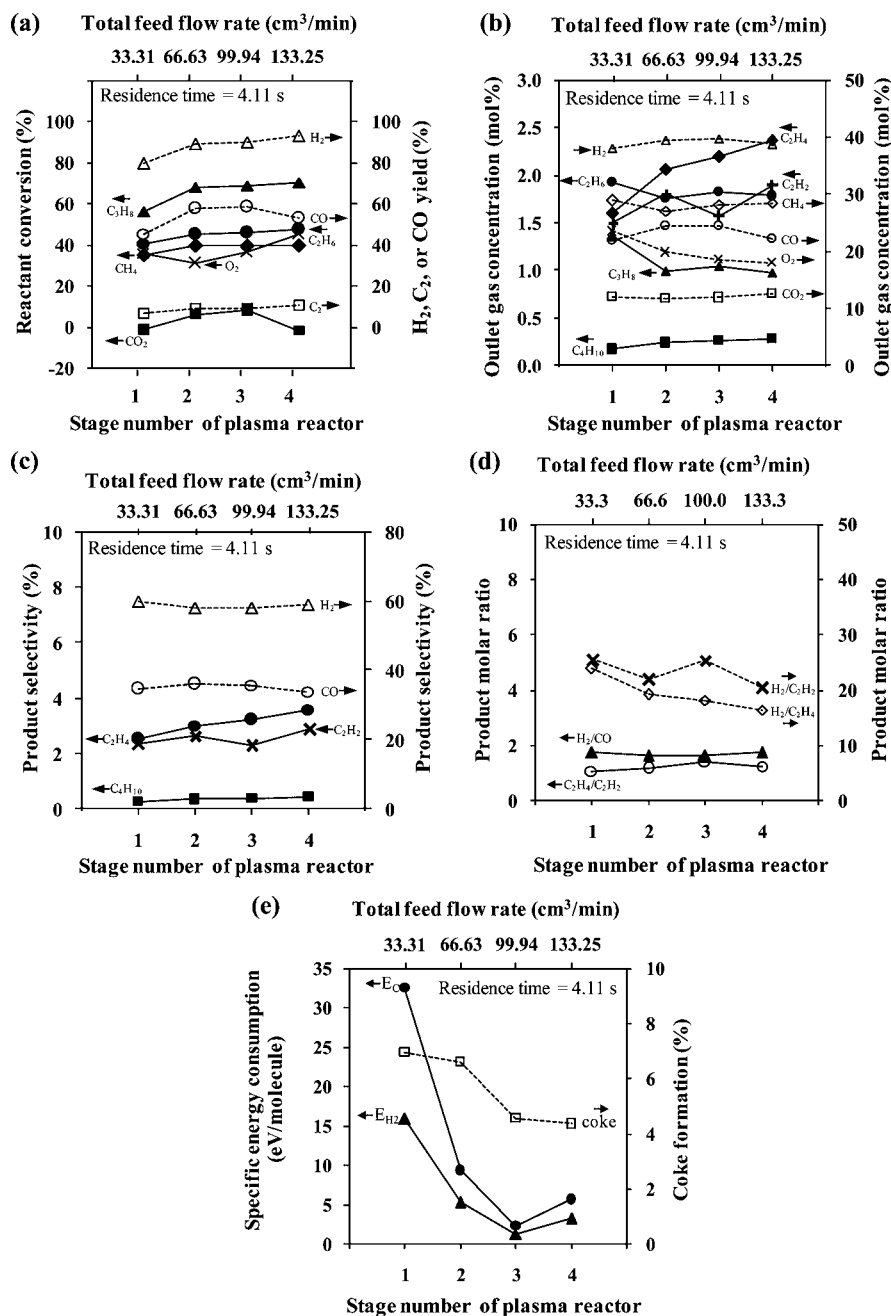 (a)
Total feed flow rate (cm³/min)
33.31 66.63 99.94 133.25
Residence time = 4.11 s
Reactant conversion (%)
H₂, C₂, or CO yield (%)
100 80 60 40 20 0 -20
100 80 60 40 20 0
H₂
C₃H₈
CO
C₂H₆
CH₄
O₂
C₂
CO₂
1 2 3 4
Stage number of plasma reactor
(b)
Total feed flow rate (cm³/min)
33.31 66.63 99.94 133.25
Residence time = 4.11 s
Outlet gas concentration (mol%)
Outlet gas concentration (mol%)
3.0 2.5 2.0 1.5 1.0 0.5 0.0
50 40 30 20 10 0
C₂H₄
H₂
C₂H₆
C₂H₂
CH₄
CO
O₂
C₃H₈
CO₂
C₄H₁₀
1 2 3 4
Stage number of plasma reactor
(c)
Total feed flow rate (cm³/min)
33.31 66.63 99.94 133.25
Residence time = 4.11 s
Product selectivity (%)
Product selectivity (%)
10 8 6 4 2 0
80 60 40 20 0
H₂
CO
C₂H₄
C₂H₂
C₄H₁₀
1 2 3 4
Stage number of plasma reactor
(d)
Total feed flow rate (cm³/min)
33.3 66.6 100.0 133.3
Residence time = 4.11 s
Product molar ratio
Product molar ratio
10 8 6 4 2 0
50 40 30 20 10 0
H₂/C₂H₂
H₂/C₂H₄
H₂/CO
C₂H₄/C₂H₂
1 2 3 4
Stage number of plasma reactor
(e)
Total feed flow rate (cm³/min)
33.31 66.63 99.94 133.25
Residence time = 4.11 s
Specific energy consumption
(eV/molecule)
Coke formation (%)
35 30 25 20 15 10 5 0
10 8 6 4 2 0
E_C
E_H2
coke
1 2 3 4
Stage number of plasma reactor